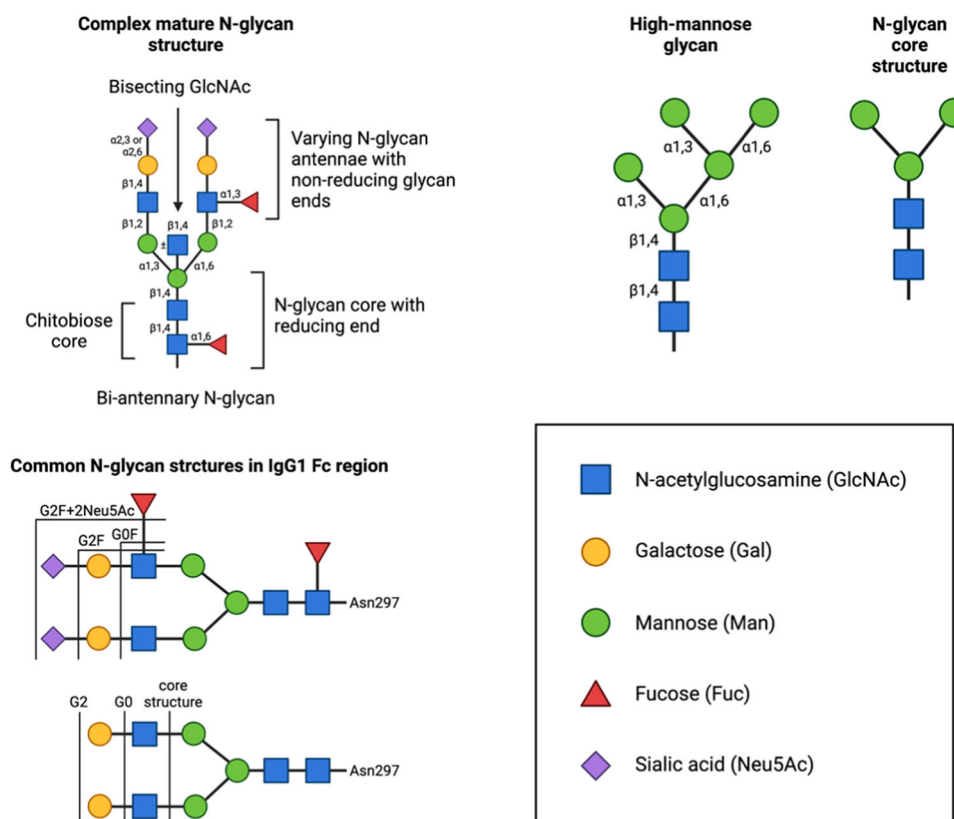 Complex mature N-glycan
structure
Bisecting GlcNAc
α2,3 or
α2,6
β1,4
β1,2
α1,3
β1,4
±
β1,2
α1,3
α1,6
β1,4
β1,4
α1,6
Varying N-glycan
antennae with
non-reducing glycan
ends
N-glycan core with
reducing end
Chitobiose
core
Bi-antennary N-glycan
High-mannose
glycan
α1,3
α1,6
α1,3
α1,6
β1,4
β1,4
N-glycan
core
structure
Common N-glycan strctures in IgG1 Fc region
G2F+2Neu5Ac
G2F
G0F
Asn297
G2
G0
core
structure
Asn297
N-acetylglucosamine (GlcNAc)
Galactose (Gal)
Mannose (Man)
Fucose (Fuc)
Sialic acid (Neu5Ac)